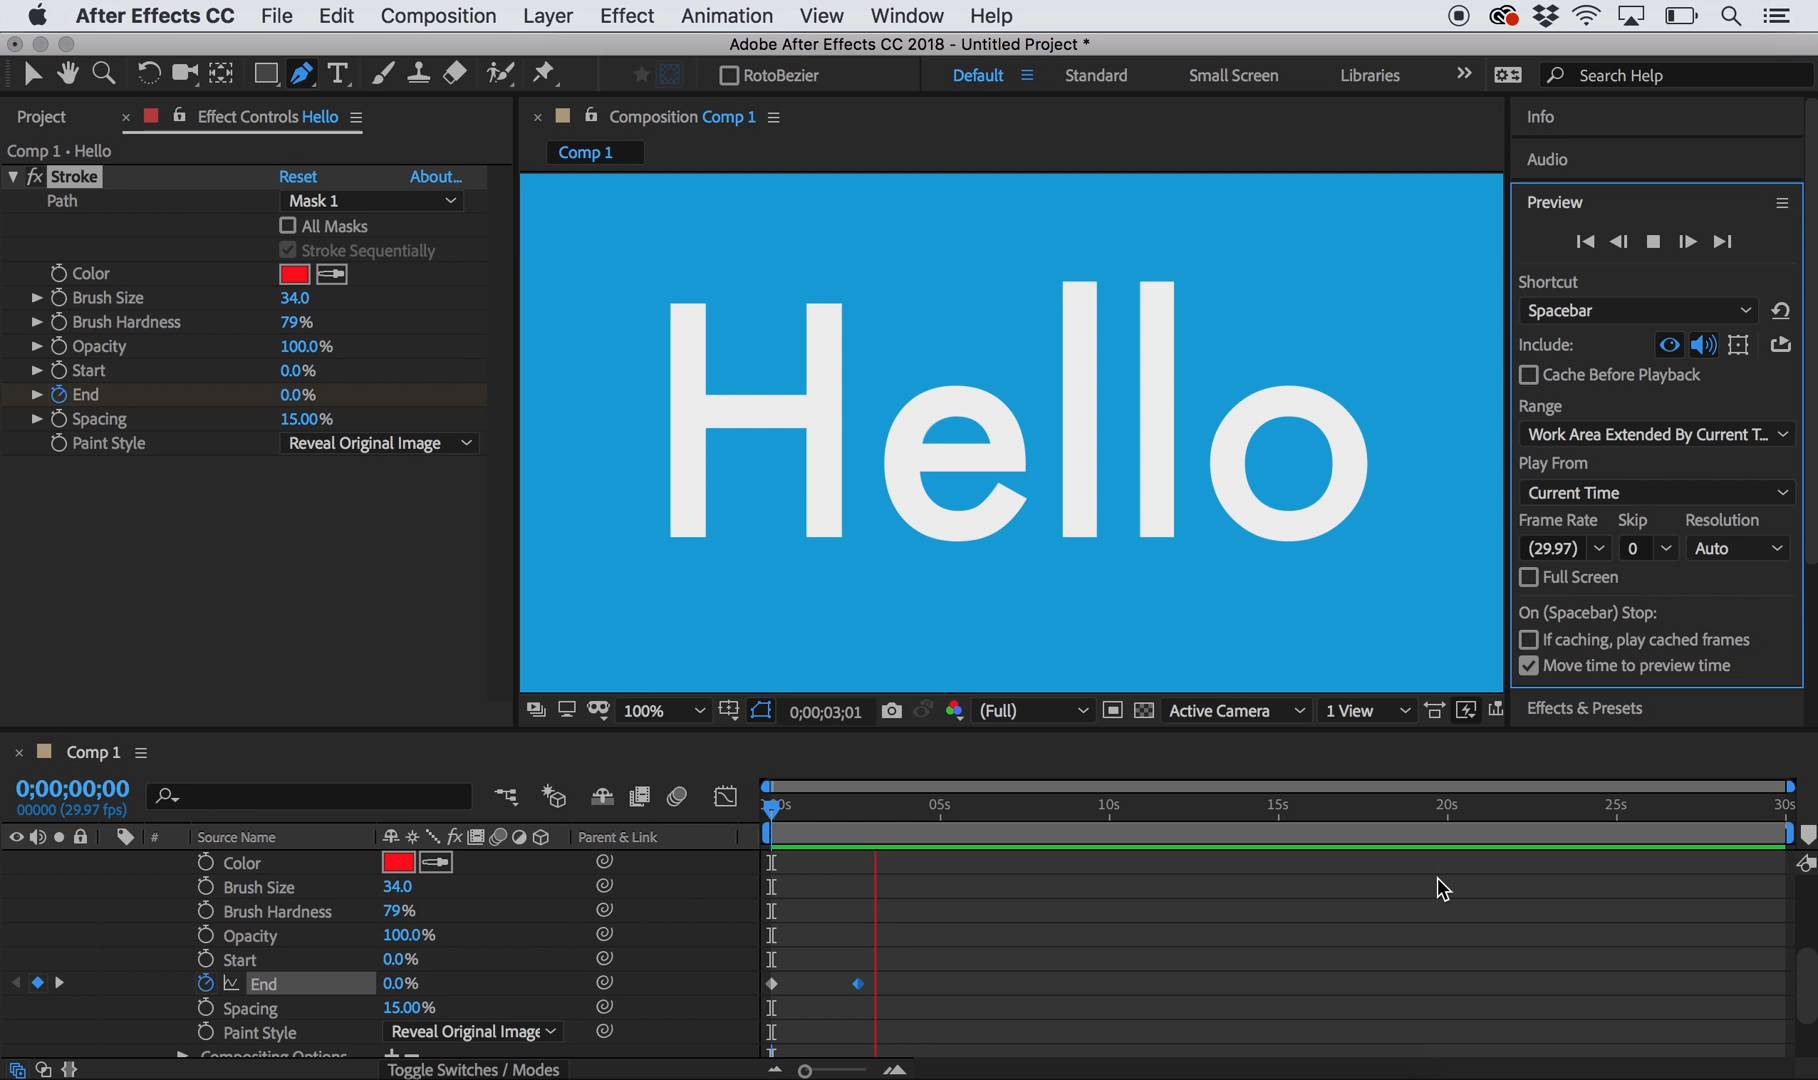 After Effects CC File Edit Composition Layer Effect Animation View Window Help
Adobe After Effects CC 2018 - Untitled Project *
RotoBezier Default Standard Small Screen Libraries Search Help
Project Effect Controls Hello Composition Comp 1 Info
Comp 1 • Hello
Comp 1
Audio
fx Stroke Reset About...
Path Mask 1
All Masks
Stroke Sequentially
Color
Brush Size 34.0
Brush Hardness 79%
Opacity 100.0%
Start 0.0%
End 0.0%
Spacing 15.00%
Paint Style Reveal Original Image
Hello
Preview
Shortcut
Spacebar
Include:
Cache Before Playback
Range
Work Area Extended By Current T...
Play From
Current Time
Frame Rate Skip Resolution
(29.97) 0 Auto
Full Screen
On (Spacebar) Stop:
If caching, play cached frames
Move time to preview time
Effects & Presets
100% 0;00;03;01 (Full) Active Camera 1 View
Comp 1
0;00;00;00
00000 (29.97 fps)
00s 05s 10s 15s 20s 25s 30s
# Source Name fx Parent & Link
Color
Brush Size 34.0
Brush Hardness 79%
Opacity 100.0%
Start 0.0%
End 0.0%
Spacing 15.00%
Paint Style Reveal Original Image
Compositing Options + –
Toggle Switches / Modes